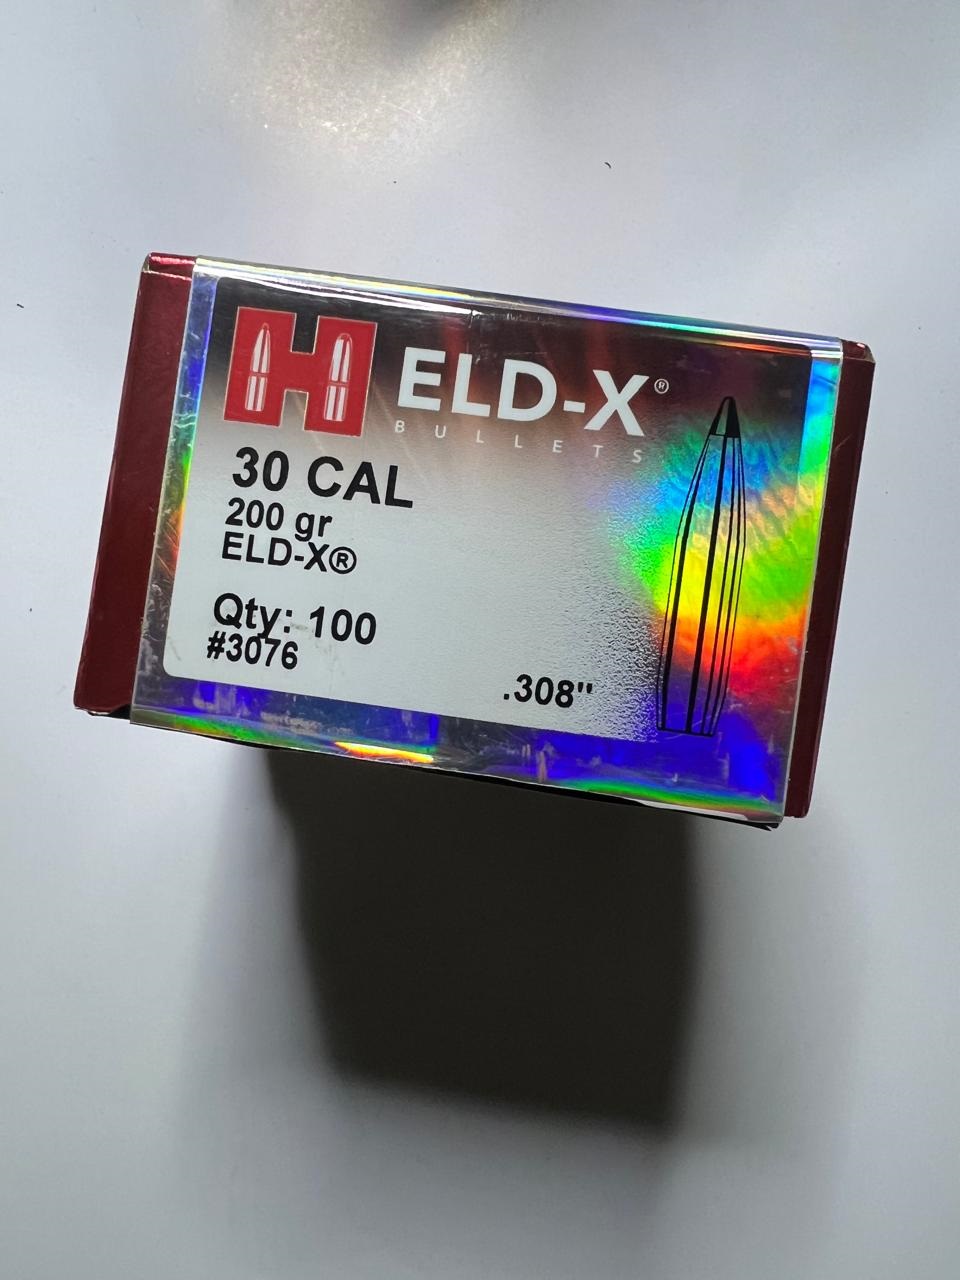 H ELD-X®
BULLETS
30 CAL
200 gr
ELD-X®
Qty: 100
#3076
.308"